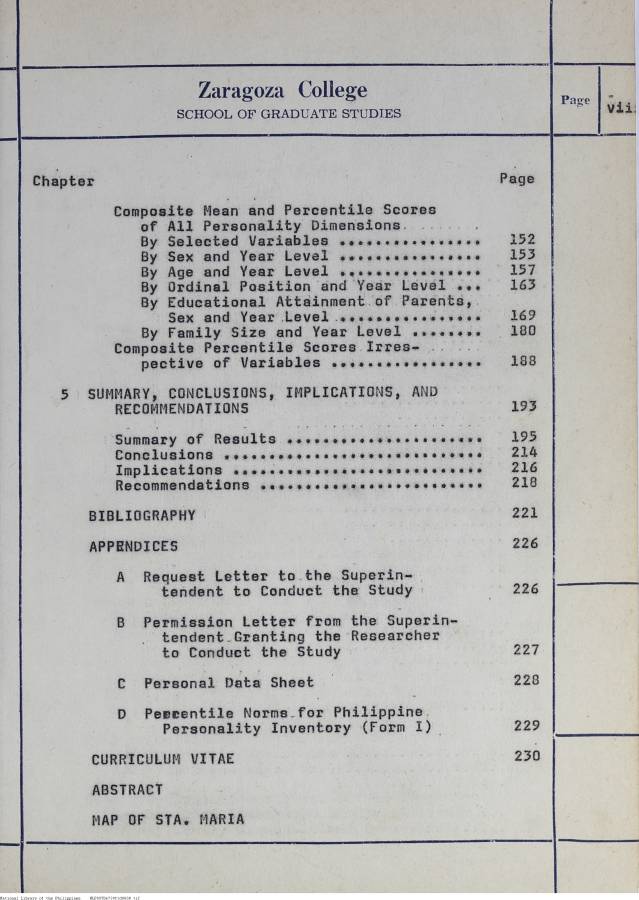 Zaragoza College
SCHOOL OF GRADUATE STUDIES
Page
Chapter Page
Composite Mean and Percentile Scores
of All Personality Dimensions
By Selected Variables ................ 152
By Sex and Year Level ................ 153
By Age and Year Level ................ 157
By Ordinal Position and Year Level ... 163
By Educational Attainment of Parents,
Sex and Year Level ................ 169
By Family Size and Year Level ........ 180
Composite Percentile Scores Irres-
pective of Variables ................. 188
5 SUMMARY, CONCLUSIONS, IMPLICATIONS, AND
RECOMMENDATIONS 193
Summary of Results ...................... 195
Conclusions ............................. 214
Implications ............................ 216
Recommendations ......................... 218
BIBLIOGRAPHY 221
APPENDICES 226
A Request Letter to the Superin-
tendent to Conduct the Study 226
B Permission Letter from the Superin-
tendent Granting the Researcher
to Conduct the Study 227
C Personal Data Sheet 228
D Percentile Norms for Philippine
Personality Inventory (Form I) 229
CURRICULUM VITAE 230
ABSTRACT
MAP OF STA. MARIA
National Library of the Philippines